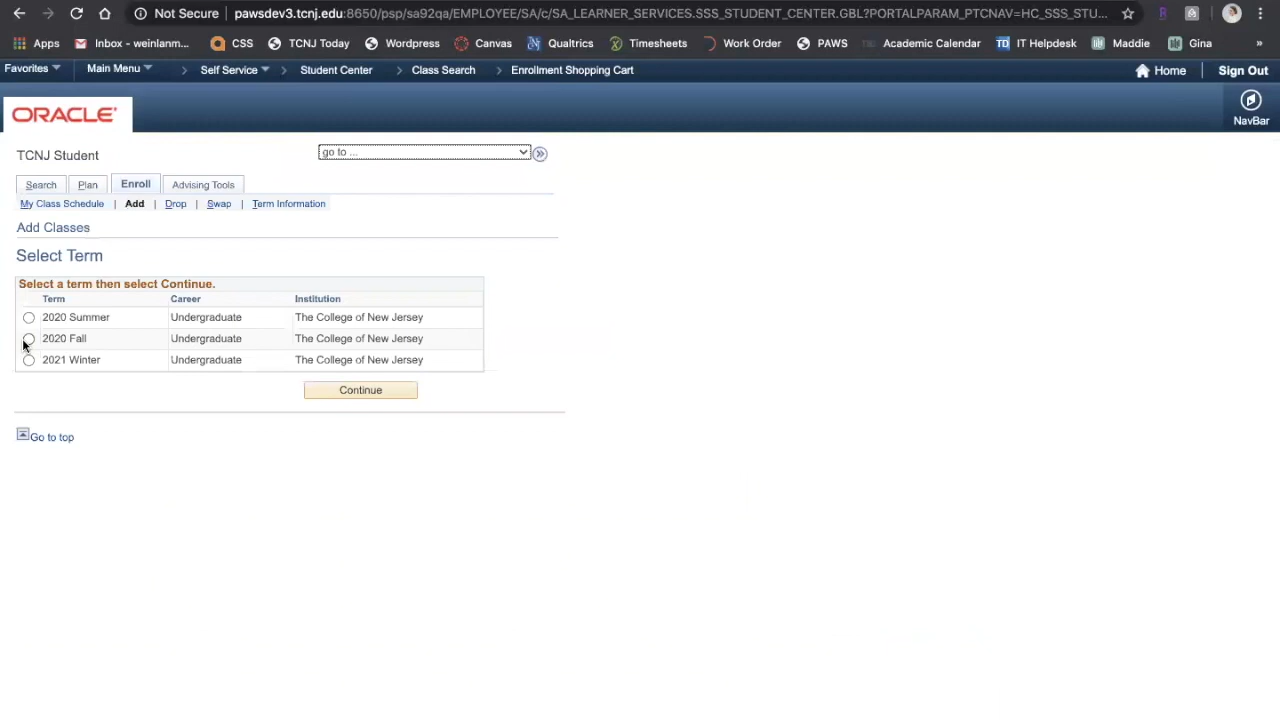 Not Secure pawsdev3.tcnj.edu:8650/psp/sa92qa/EMPLOYEE/SA/c/SA_LEARNER_SERVICES.SSS_STUDENT_CENTER.GBL?PORTALPARAM_PTCNAV=HC_SSS_STU...
Apps Inbox - weinlanm... CSS TCNJ Today Wordpress Canvas Qualtrics Timesheets Work Order PAWS Academic Calendar TD IT Helpdesk Maddie Gina »
Favorites Main Menu > Self Service > Student Center > Class Search > Enrollment Shopping Cart Home Sign Out
ORACLE'
NavBar
TCNJ Student go to ...
Search Plan Enroll Advising Tools
My Class Schedule | Add | Drop | Swap | Term Information
Add Classes
Select Term
Select a term then select Continue.
Term Career Institution
2020 Summer Undergraduate The College of New Jersey
2020 Fall Undergraduate The College of New Jersey
2021 Winter Undergraduate The College of New Jersey
Continue
Go to top